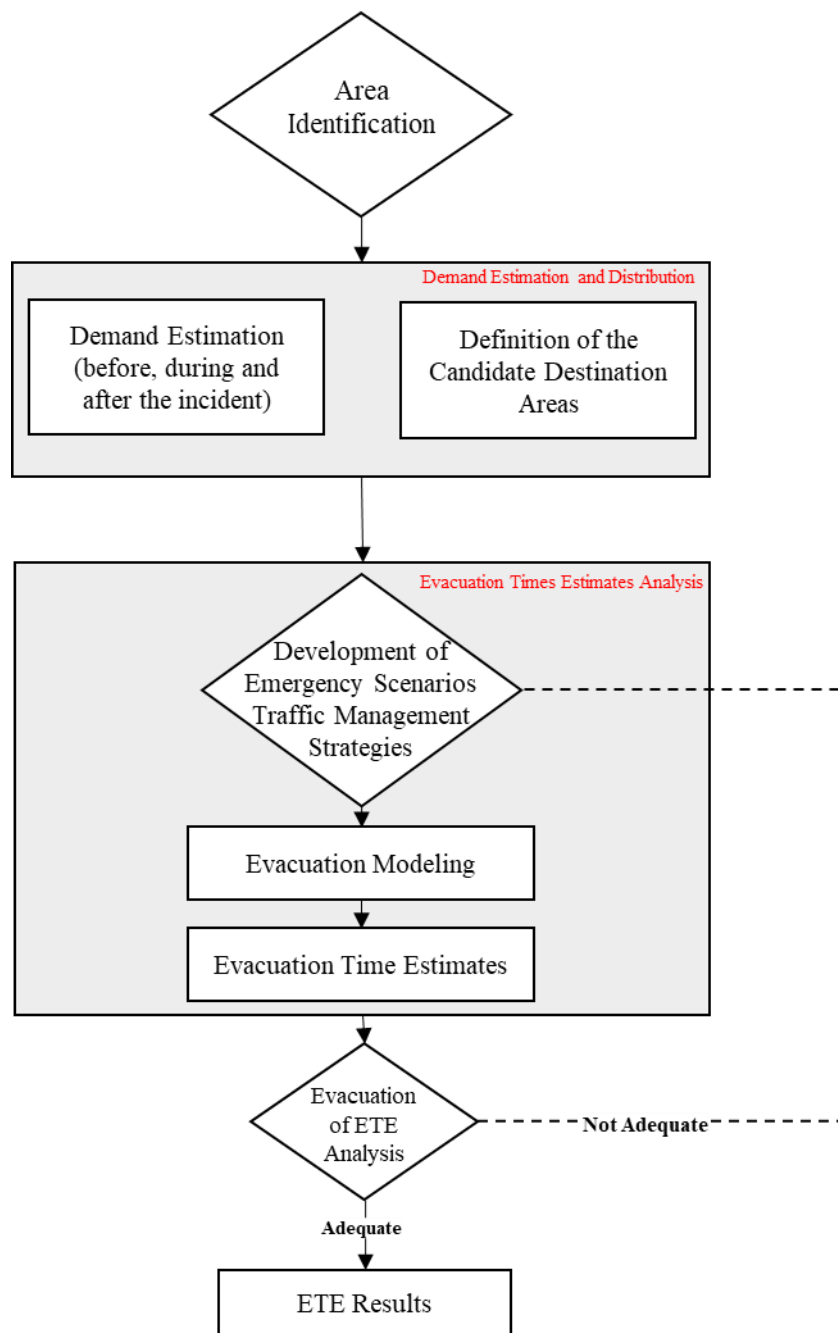 Area
Identification
Demand Estimation and Distribution
Demand Estimation
(before, during and
after the incident)
Definition of the
Candidate Destination
Areas
Evacuation Times Estimates Analysis
Development of
Emergency Scenarios
Traffic Management
Strategies
Evacuation Modeling
Evacuation Time Estimates
Evacuation
of ETE
Analysis
Not Adequate
Adequate
ETE Results